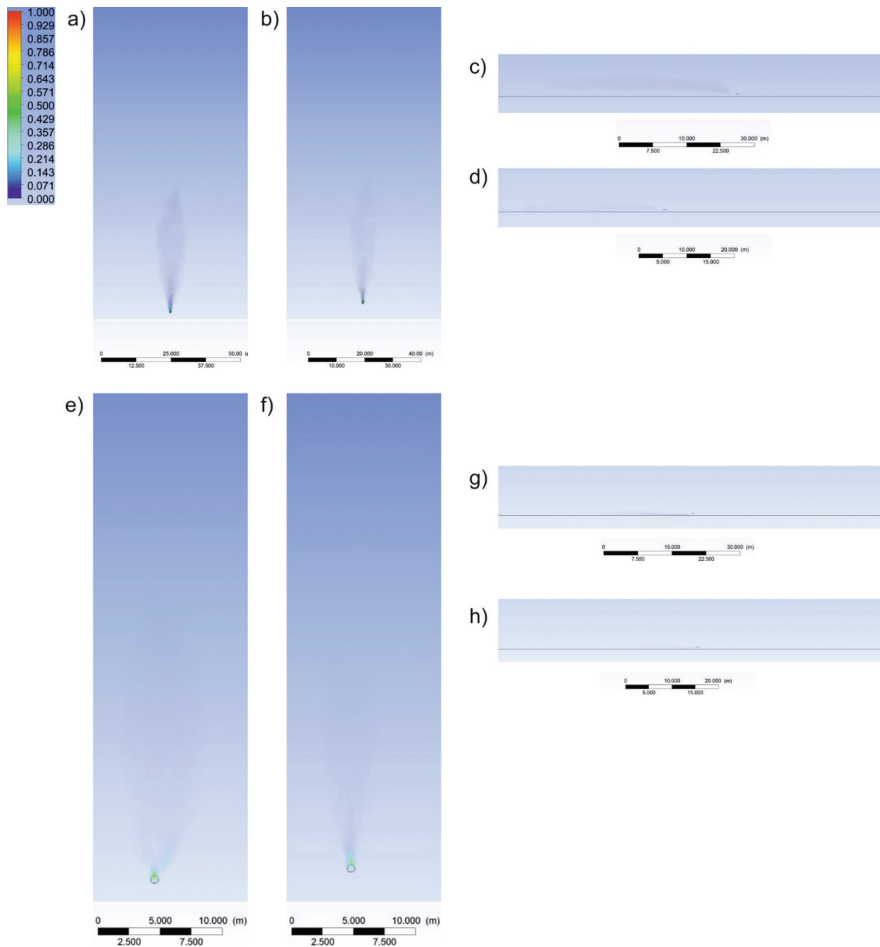 1.000
0.929
0.857
0.786
0.714
0.643
0.571
0.500
0.429
0.357
0.286
0.214
0.143
0.071
0.000
a)
0 25.000 50.00
12.500 37.500
b)
0 20.000 40.00 (m)
10.000 30.000
c)
0 15.000 30.000 (m)
7.500 22.500
d)
0 10.000 20.000 (m)
5.000 15.000
e)
0 5.000 10.000 (m)
2.500 7.500
f)
0 5.000 10.000 (m)
2.500 7.500
g)
0 15.000 30.000 (m)
7.500 22.500
h)
0 10.000 20.000 (m)
5.000 15.000